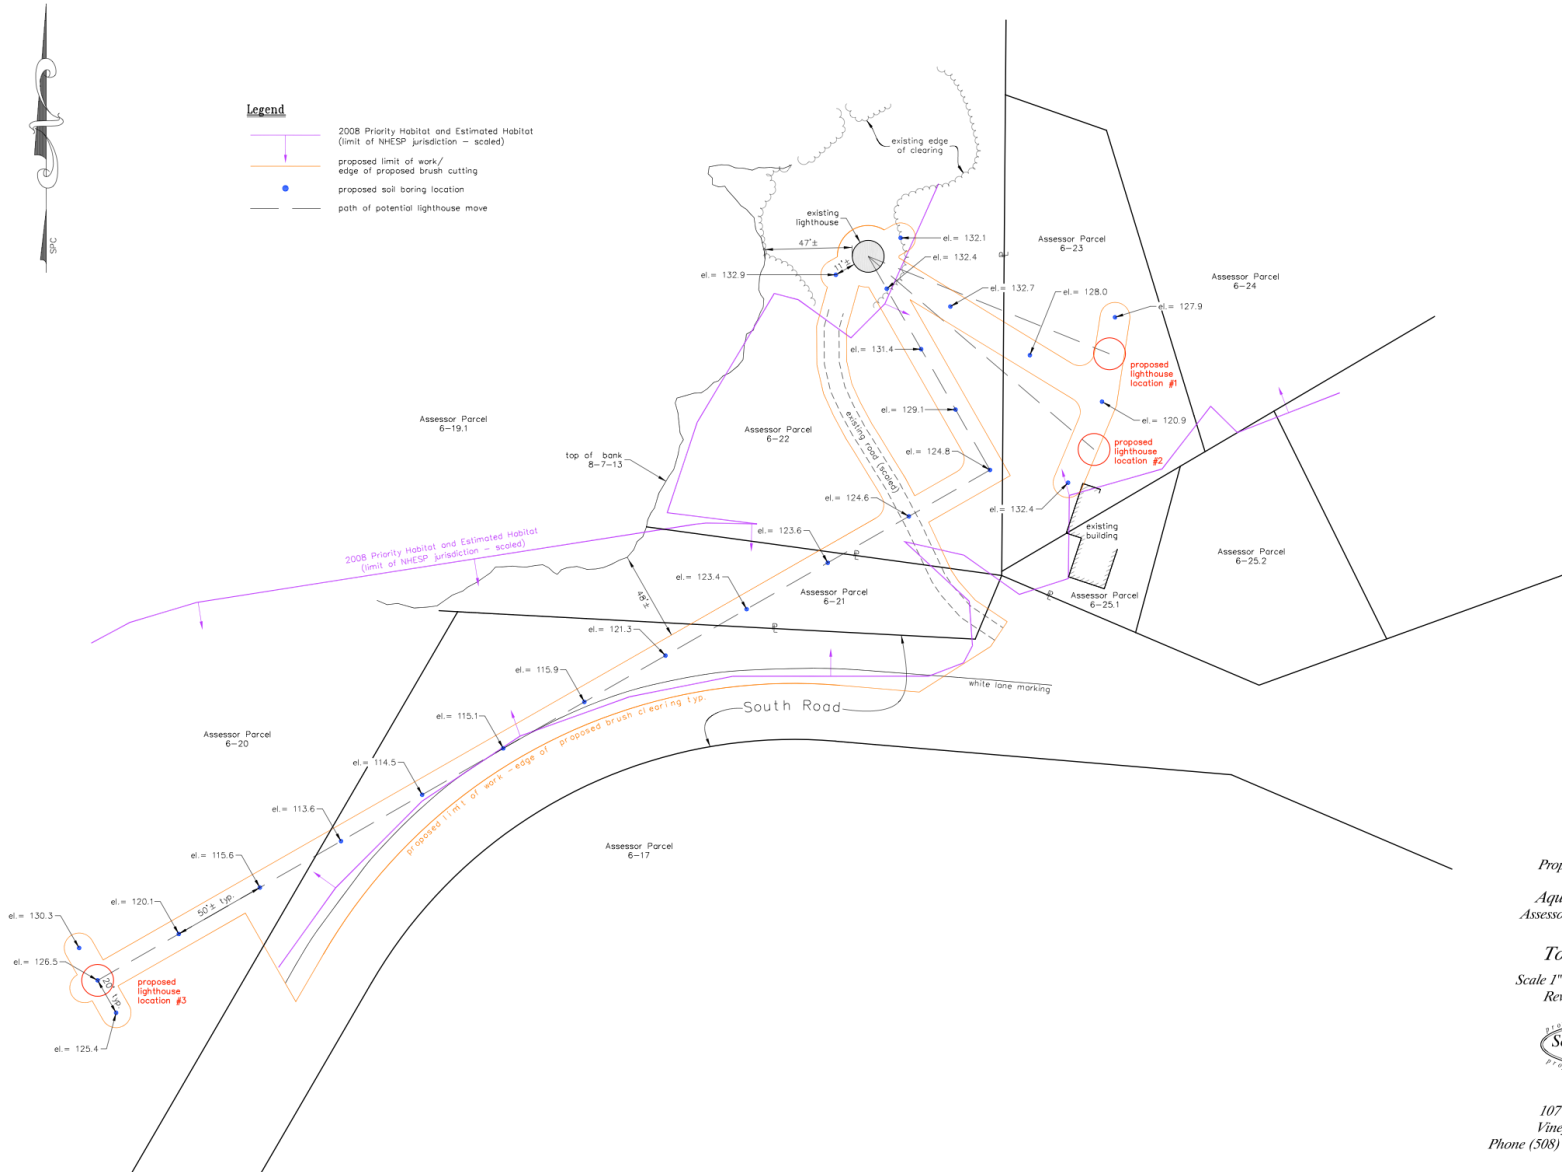 SPC
Legend
2008 Priority Habitat and Estimated Habitat
(limit of NHESP jurisdiction – scaled)
proposed limit of work/
edge of proposed brush cutting
proposed soil boring location
path of potential lighthouse move
existing edge
of clearing
existing
lighthouse
47'±
11'±
el.= 132.1
el.= 132.4
el.= 132.9
el.= 132.7
el.= 128.0
el.= 127.9
Assessor Parcel
6-23
Assessor Parcel
6-24
proposed
lighthouse
location #1
el.= 131.4
el.= 129.1
el.= 120.9
Assessor Parcel
6-19.1
Assessor Parcel
6-22
existing road (scaled)
proposed
lighthouse
location #2
top of bank
8-7-13
el.= 124.8
el.= 124.6
el.= 132.4
existing
building
el.= 123.6
2008 Priority Habitat and Estimated Habitat
(limit of NHESP jurisdiction – scaled)
Assessor Parcel
6-25.2
el.= 123.4
48'±
Assessor Parcel
6-21
Assessor Parcel
6-25.1
el.= 121.3
el.= 115.9
white lane marking
South Road
el.= 115.1
proposed limit of work – edge of proposed brush clearing typ.
Assessor Parcel
6-20
el.= 114.5
el.= 113.6
Assessor Parcel
6-17
el.= 115.6
50'± typ.
el.= 120.1
el.= 130.3
el.= 126.5
20' typ.
proposed
lighthouse
location #3
el.= 125.4
Prop
Aqu
Assesso
To
Scale 1"
Re
107
Vine
Phone (508)